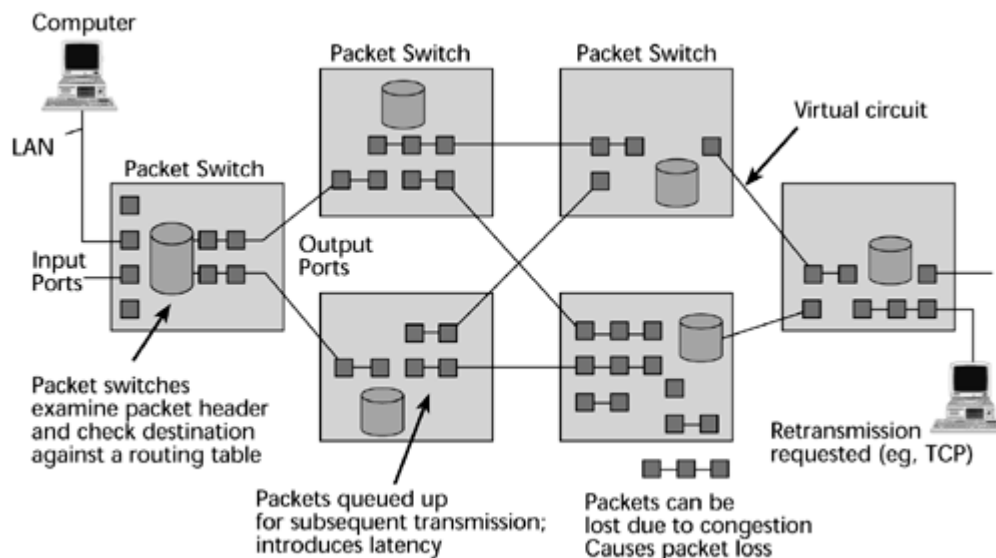 Computer
Packet Switch
Packet Switch
Virtual circuit
LAN
Packet Switch
Input
Ports
Output
Ports
Packet switches
examine packet header
and check destination
against a routing table
Packets queued up
for subsequent transmission;
introduces latency
Packets can be
lost due to congestion
Causes packet loss
Retransmission
requested (eg, TCP)